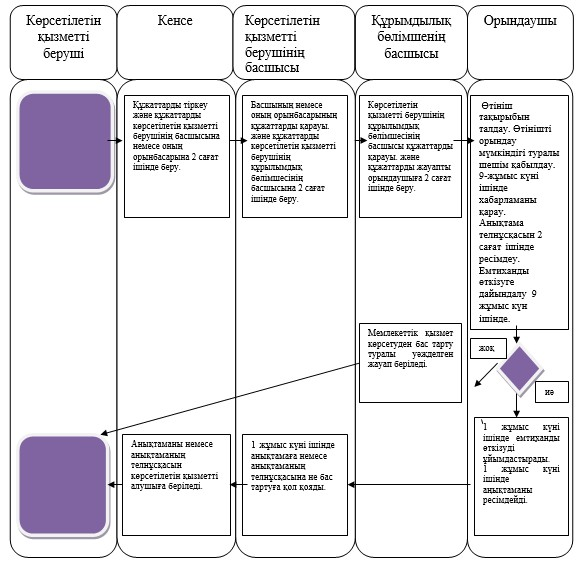 Көрсетілетін
қызметті
беруші
Кенсе
Көрсетілетін
қызметті
берушінің
басшысы
Құрымдылық
бөлімшенің
басшысы
Орындаушы
Құжаттарды тіркеу
және құжаттарды
көрсетілетін қызметті
берушінің басшысына
немесе оның
орынбасарына 2 сағат
ішінде беру.
Басшының немесе
оның орынбасарының
құжаттарды қарауы.
және құжаттарды
көрсетілетін қызметті
берушінің
құрылымдық
бөлімшесінің
басшысына 2 сағат
ішінде беру.
Көрсетілетін
қызметті берушінің
құрылымдық
бөлімшесінің
басшысы құжаттарды
қарауы. және
құжаттарды жауапты
орындаушыға 2 сағат
ішінде беру.
Өтініш
тақырыбын
талдау. Өтінішті
орындау
мүмкіндігі туралы
шешім қабылдау.
9-жұмыс күні
ішінде
хабарламаны
қарау.
Анықтама
телнұсқасын 2
сағат ішінде
ресімдеу.
Емтиханды
өткізуге
дайындалу 9
жұмыс күн
ішінде.
Мемлекеттік қызмет
көрсетуден бас тарту
туралы уәжделген
жауап беріледі.
жоқ
иә
Анықтаманы немесе
анықтаманың
телнұсқасын
көрсетілетін қызметті
алушыға беріледі.
1 жұмыс күні ішінде
анықтамаға немесе
анықтаманың
телнұсқасына не бас
тартуға қол қояды.
1 жұмыс күні
ішінде емтиханды
өткізуді
ұйымдастырады.
1 жұмыс күні
ішінде
аңықтаманы
ресімдейді.